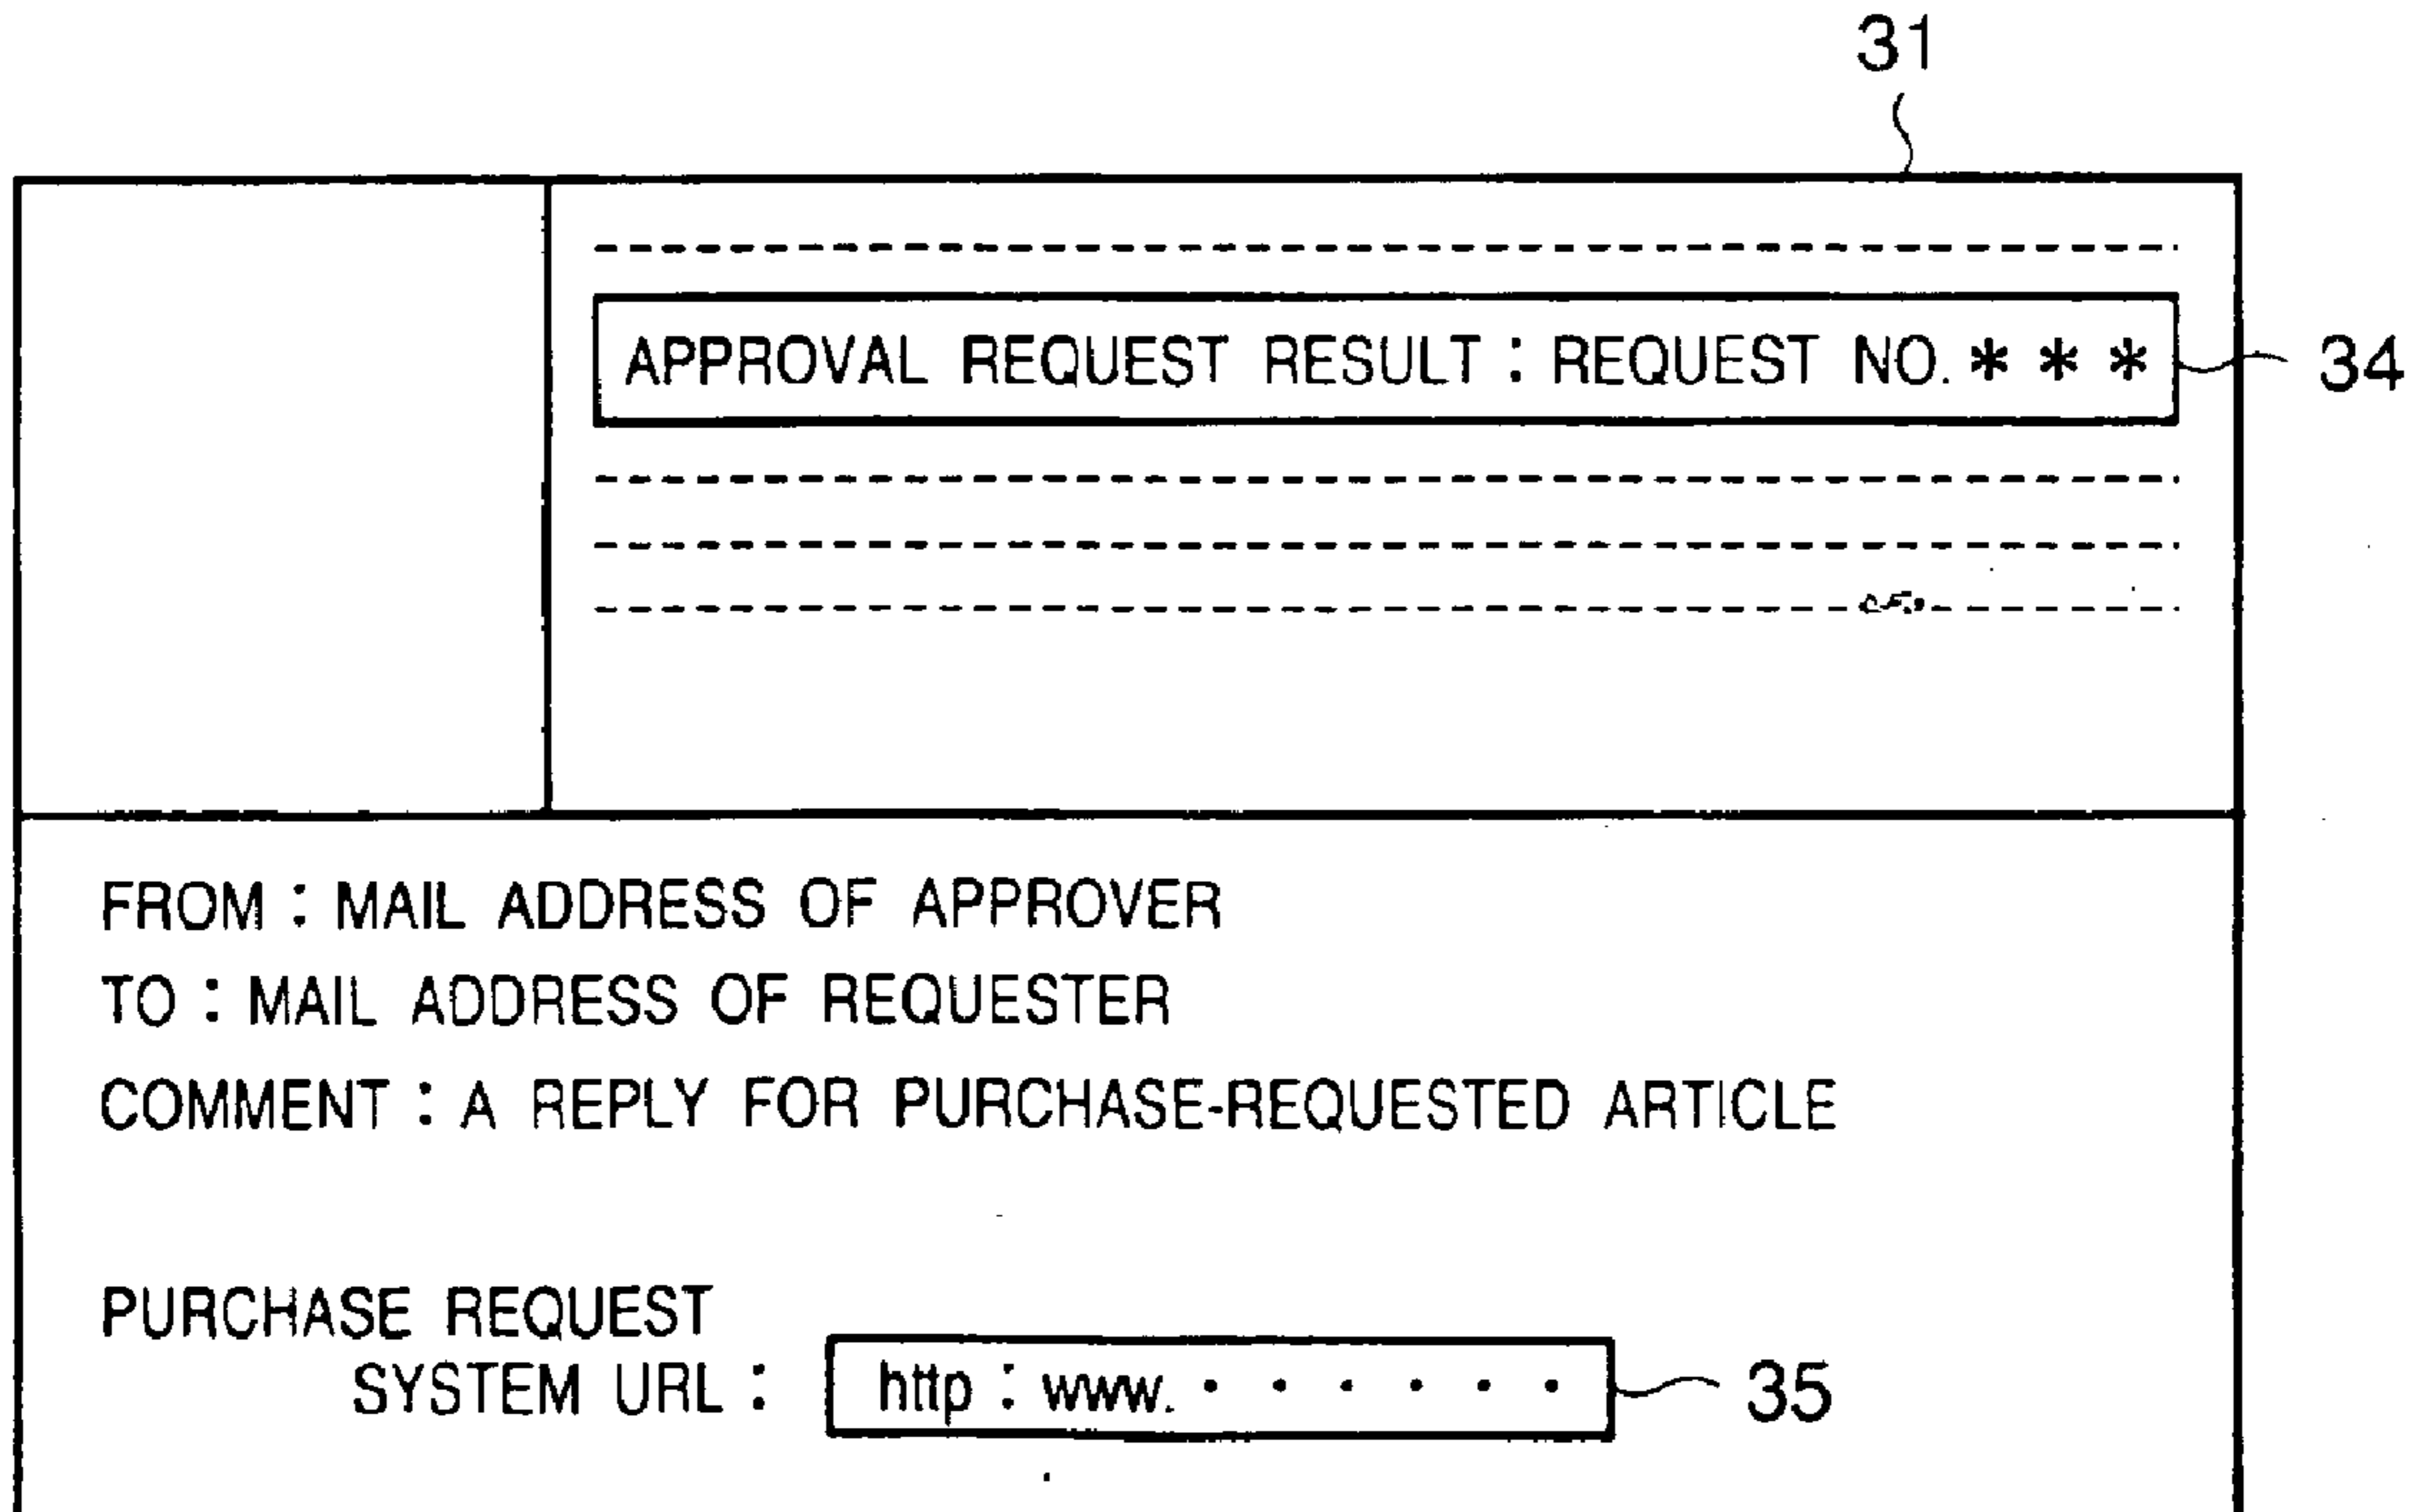 31
APPROVAL REQUEST RESULT : REQUEST NO. * * *
34
FROM : MAIL ADDRESS OF APPROVER
TO : MAIL ADDRESS OF REQUESTER
COMMENT : A REPLY FOR PURCHASE-REQUESTED ARTICLE
PURCHASE REQUEST
SYSTEM URL : http : www. · · · · · ·
35